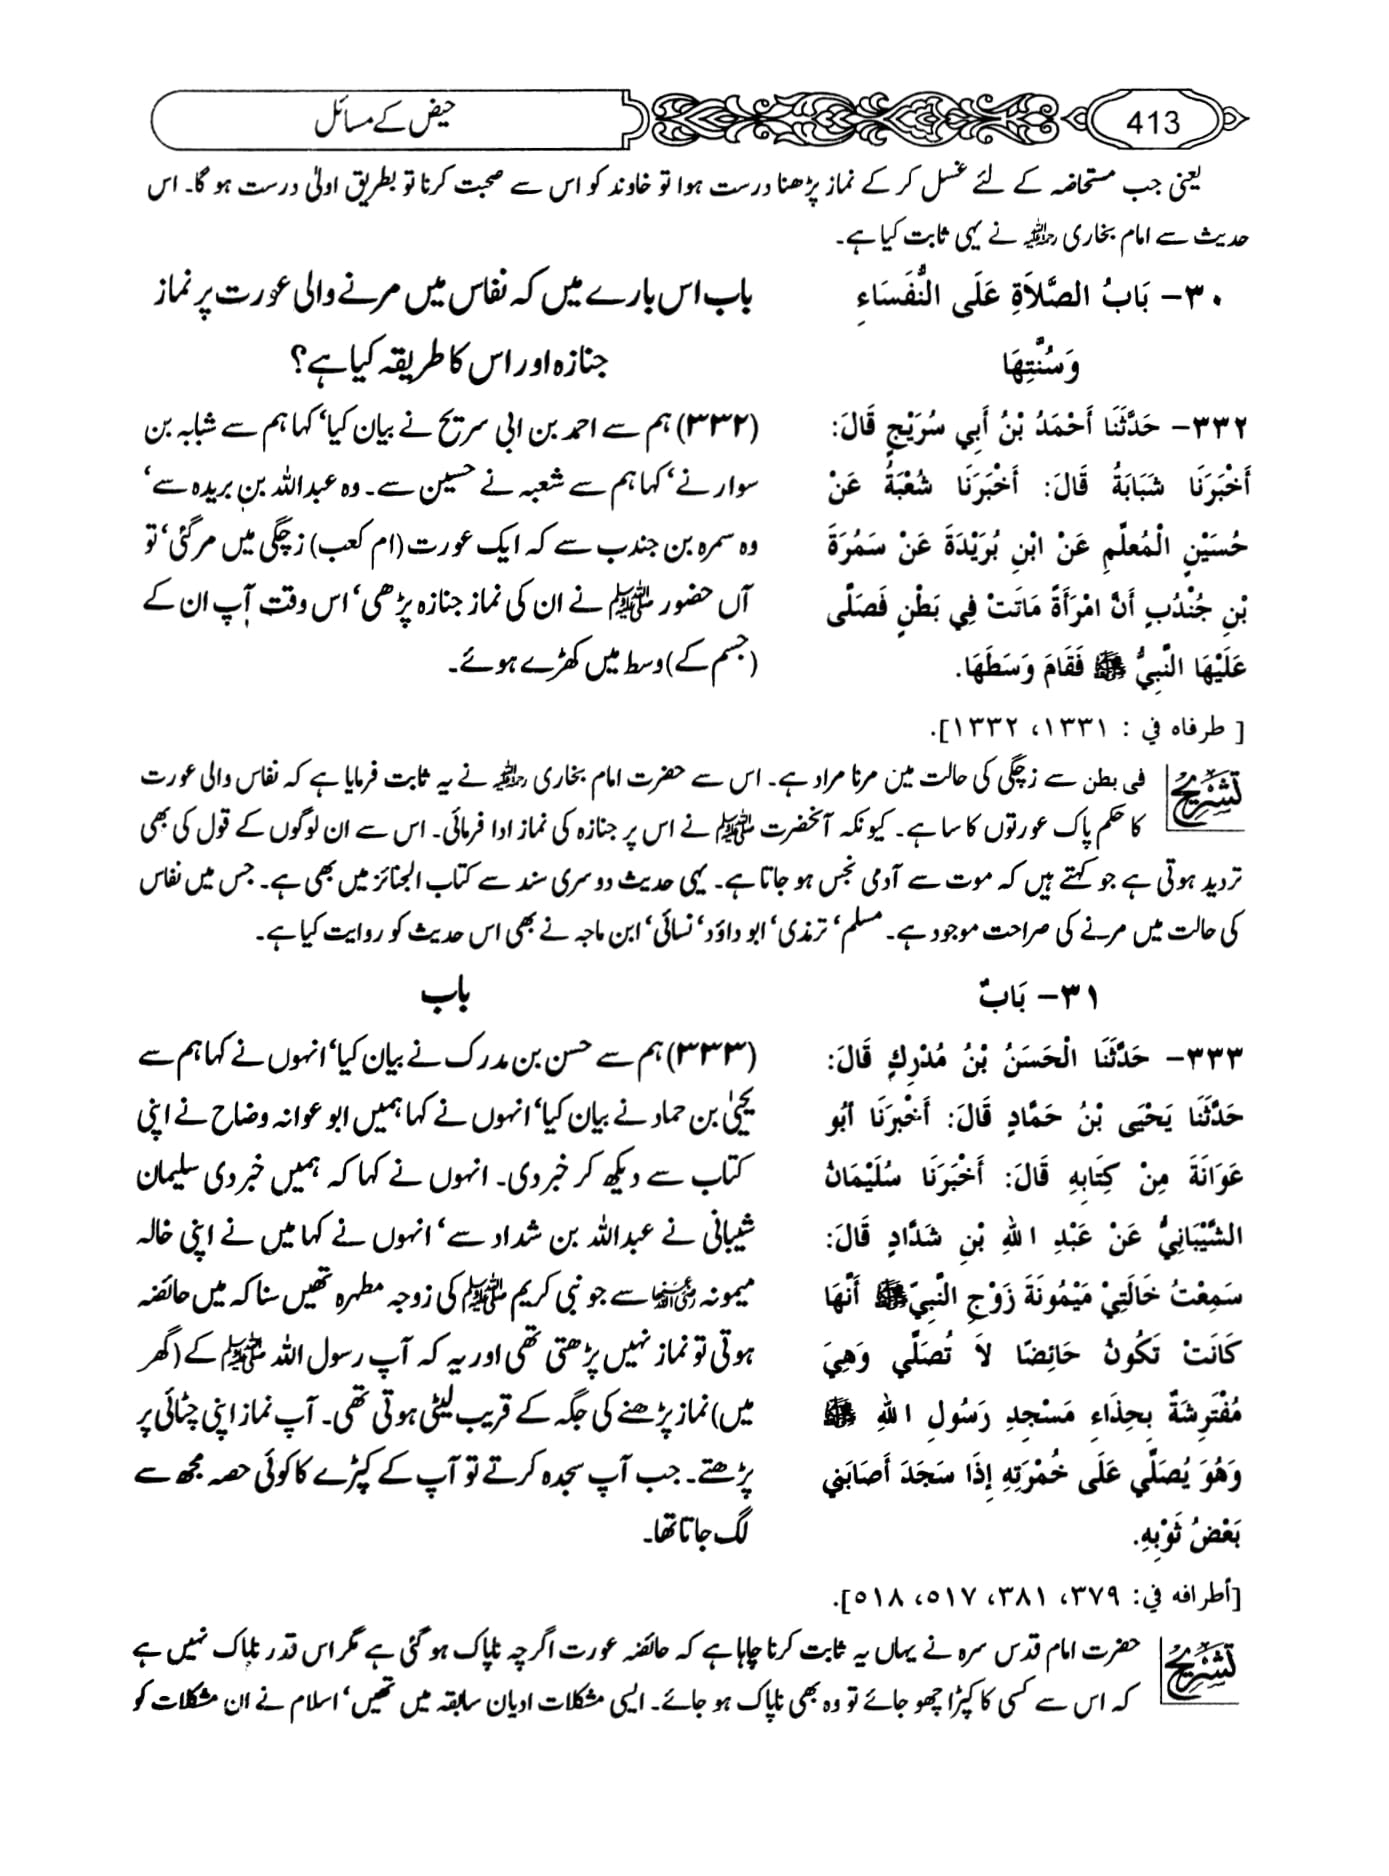 413
حیض کے مسائل
یعنی جب مستحاضہ کے لئے غسل کر کے نماز پڑھنا درست ہوا تو خاوند کو اس سے صحبت کرنا تو بطریق اولیٰ درست ہو گا۔ اس
حدیث سے امام بخاری رحمہ اللہ نے یہی ثابت کیا ہے۔
٣٠- بَابُ الصَّلاَةِ عَلَى النُّفَسَاءِ
وَسُنَّتِهَا
٣٣٢- حَدَّثَنَا أَحْمَدُ بْنُ أَبِي سُرَيْجٍ قَالَ:
أَخْبَرَنَا شَبَابَةُ قَالَ: أَخْبَرَنَا شُعْبَةُ عَنْ
حُسَيْنٍ الْمُعَلِّمِ عَنْ ابْنِ بُرَيْدَةَ عَنْ سَمُرَةَ
بْنِ جُنْدُبٍ أَنَّ امْرَأَةً مَاتَتْ فِي بَطْنٍ فَصَلَّى
عَلَيْهَا النَّبِيُّ ﷺ فَقَامَ وَسَطَهَا.
[ طرفاه في : ١٣٣١، ١٣٣٢].
باب اس بارے میں کہ نفاس میں مرنے والی عورت پر نماز
جنازہ اور اس کا طریقہ کیا ہے؟
(۳۳۲) ہم سے احمد بن ابی سریح نے بیان کیا‘ کہا ہم سے شبابہ بن
سوار نے‘ کہا ہم سے شعبہ نے حسین سے۔ وہ عبداللہ بن بریدہ سے‘
وہ سمرہ بن جندب سے کہ ایک عورت (ام کعب) زچگی میں مر گئی‘ تو
آں حضور ﷺ نے ان کی نماز جنازہ پڑھی‘ اس وقت آپ ان کے
(جسم کے) وسط میں کھڑے ہوئے۔
تشریح
فی بطن سے زچگی کی حالت میں مرنا مراد ہے۔ اس سے حضرت امام بخاری رحمہ اللہ نے یہ ثابت فرمایا ہے کہ نفاس والی عورت
کا حکم پاک عورتوں کا سا ہے۔ کیونکہ آنحضرت ﷺ نے اس پر جنازہ کی نماز ادا فرمائی۔ اس سے ان لوگوں کے قول کی بھی
تردید ہوتی ہے جو کہتے ہیں کہ موت سے آدمی نجس ہو جاتا ہے۔ یہی حدیث دوسری سند سے کتاب الجنائز میں بھی ہے۔ جس میں نفاس
کی حالت میں مرنے کی صراحت موجود ہے۔ مسلم‘ ترمذی‘ ابو داؤد‘ نسائی‘ ابن ماجہ نے بھی اس حدیث کو روایت کیا ہے۔
٣١- بَابٌ
٣٣٣- حَدَّثَنَا الْحَسَنُ بْنُ مُدْرِكٍ قَالَ:
حَدَّثَنَا يَحْيَى بْنُ حَمَّادٍ قَالَ: أَخْبَرَنَا أَبُو
عَوَانَةَ مِنْ كِتَابِهِ قَالَ: أَخْبَرَنَا سُلَيْمَانُ
الشَّيْبَانِيُّ عَنْ عَبْدِ اللهِ بْنِ شَدَّادٍ قَالَ:
سَمِعْتُ خَالَتِيْ مَيْمُونَةَ زَوْجِ النَّبِيِّ ﷺ أَنَّهَا
كَانَتْ تَكُونُ حَائِضًا لاَ تُصَلِّي وَهِيَ
مُفْتَرِشَةٌ بِحِذَاءِ مَسْجِدِ رَسُولِ اللهِ ﷺ
وَهُوَ يُصَلِّي عَلَى خُمْرَتِهِ إِذَا سَجَدَ أَصَابَنِي
بَعْضُ ثَوْبِهِ.
[أطرافه في: ٣٧٩، ٣٨١، ٥١٧، ٥١٨].
باب
(۳۳۳) ہم سے حسن بن مدرک نے بیان کیا‘ انہوں نے کہا ہم سے
یحییٰ بن حماد نے بیان کیا‘ انہوں نے کہا ہمیں ابو عوانہ وضاح نے اپنی
کتاب سے دیکھ کر خبر دی۔ انہوں نے کہا کہ ہمیں خبر دی سلیمان
شیبانی نے عبداللہ بن شداد سے‘ انہوں نے کہا میں نے اپنی خالہ
میمونہ رضی اللہ عنہا سے جو نبی کریم ﷺ کی زوجہ مطہرہ تھیں سنا کہ میں حائضہ
ہوتی تو نماز نہیں پڑھتی تھی اور یہ کہ آپ رسول اللہ ﷺ کے (گھر
میں) نماز پڑھنے کی جگہ کے قریب لیٹی ہوتی تھی۔ آپ نماز اپنی چٹائی پر
پڑھتے۔ جب آپ سجدہ کرتے تو آپ کے کپڑے کا کوئی حصہ مجھ سے
لگ جاتا تھا۔
تشریح
حضرت امام قدس سرہ نے یہاں یہ ثابت کرنا چاہا ہے کہ حائضہ عورت اگرچہ ناپاک ہو گئی ہے مگر اس قدر ناپاک نہیں ہے
کہ اس سے کسی کا کپڑا چھو جائے تو وہ بھی ناپاک ہو جائے۔ ایسی مشکلات ادیان سابقہ میں تھیں‘ اسلام نے ان مشکلات کو